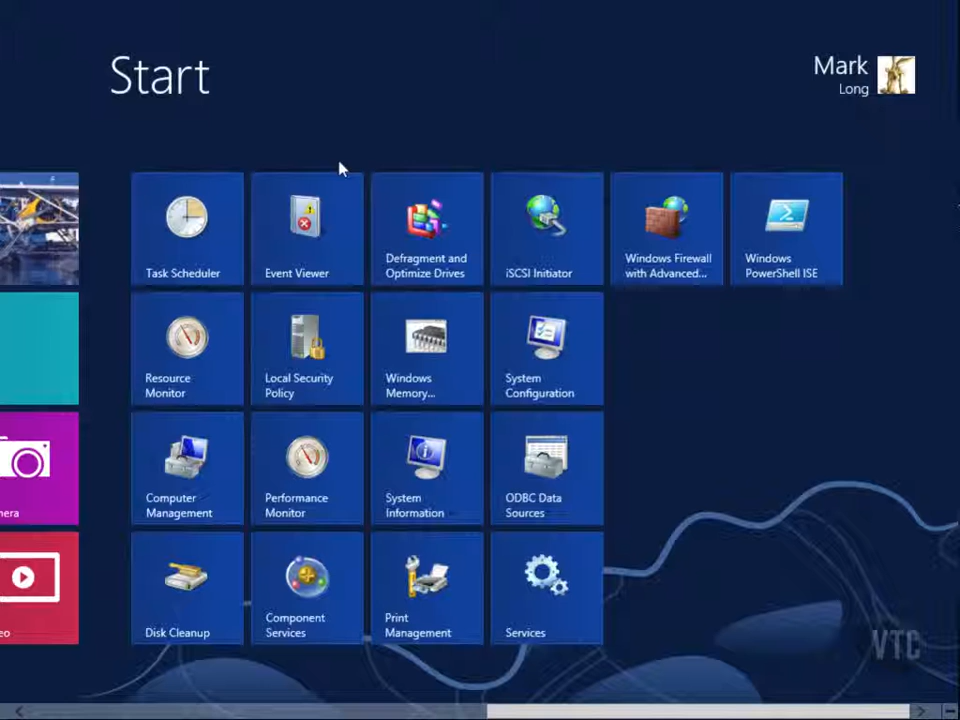 Start
Mark
Long
Task Scheduler
Event Viewer
Defragment and
Optimize Drives
iSCSI Initiator
Windows Firewall
with Advanced...
Windows
PowerShell ISE
Resource
Monitor
Local Security
Policy
Windows
Memory...
System
Configuration
Computer
Management
Performance
Monitor
System
Information
ODBC Data
Sources
Disk Cleanup
Component
Services
Print
Management
Services
mera
eo
VTC